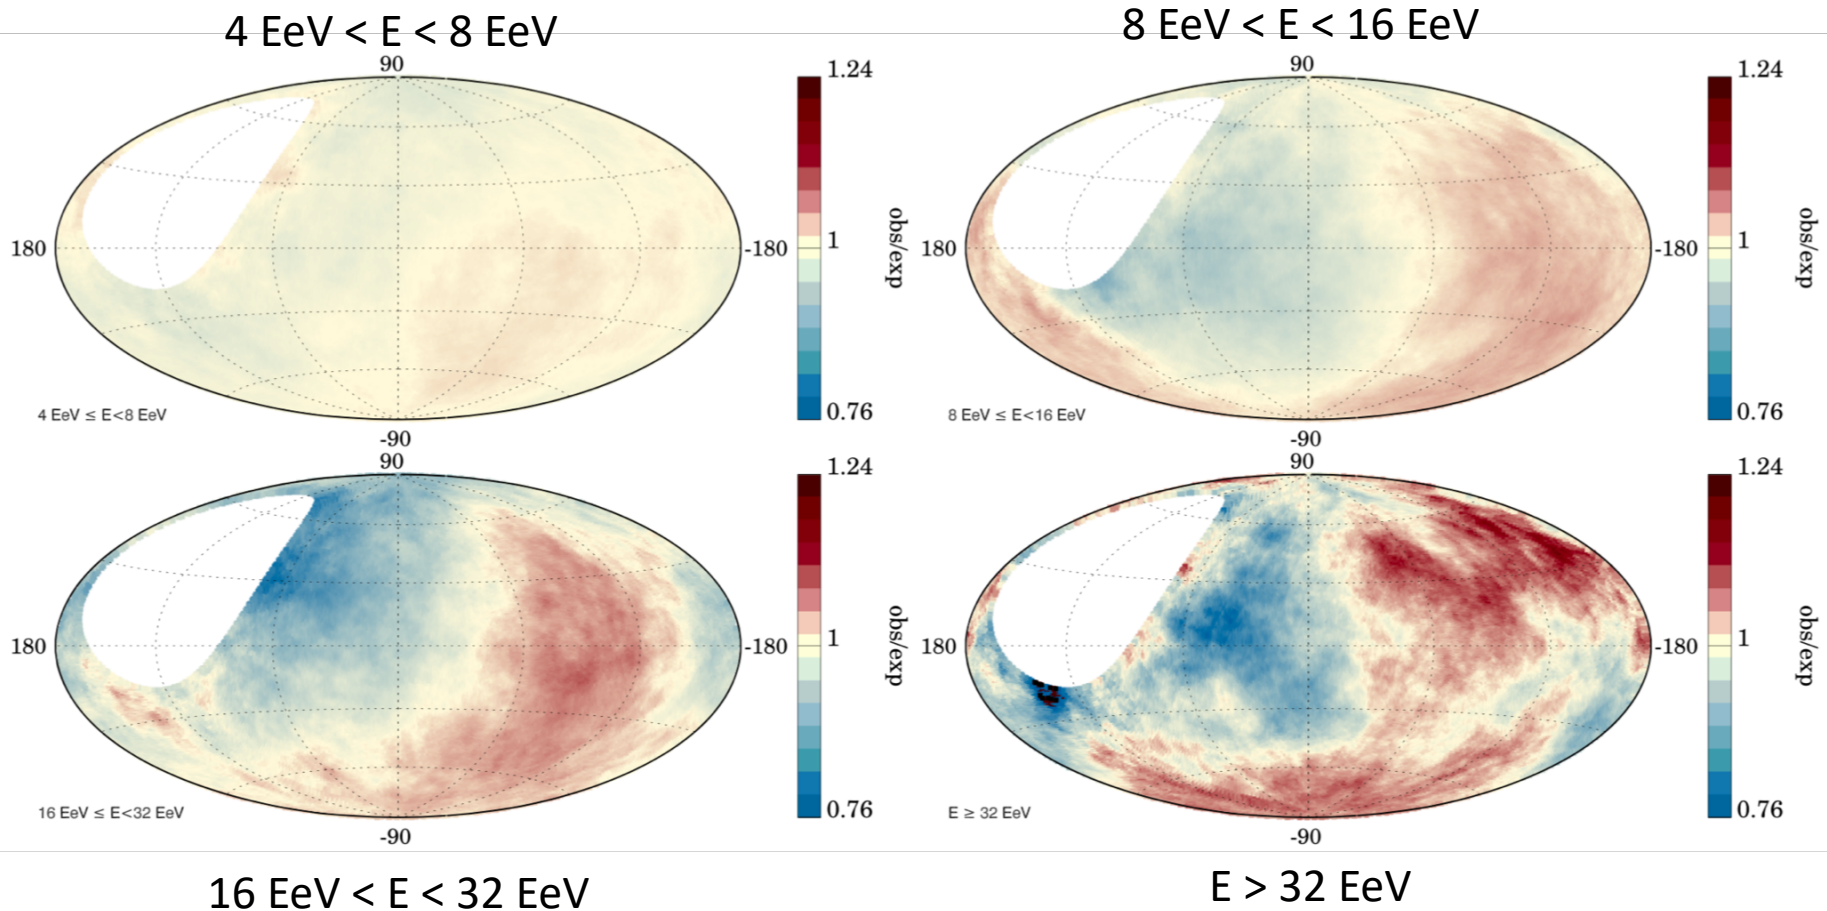 4 EeV < E < 8 EeV
8 EeV < E < 16 EeV
90
1.24
180
-180
1
obs/exp
0.76
4 EeV ≤ E<8 EeV
-90
90
1.24
180
-180
1
obs/exp
0.76
8 EeV ≤ E<16 EeV
-90
90
1.24
180
-180
1
obs/exp
0.76
16 EeV ≤ E<32 EeV
-90
90
1.24
180
-180
1
obs/exp
0.76
E ≥ 32 EeV
-90
16 EeV < E < 32 EeV
E > 32 EeV